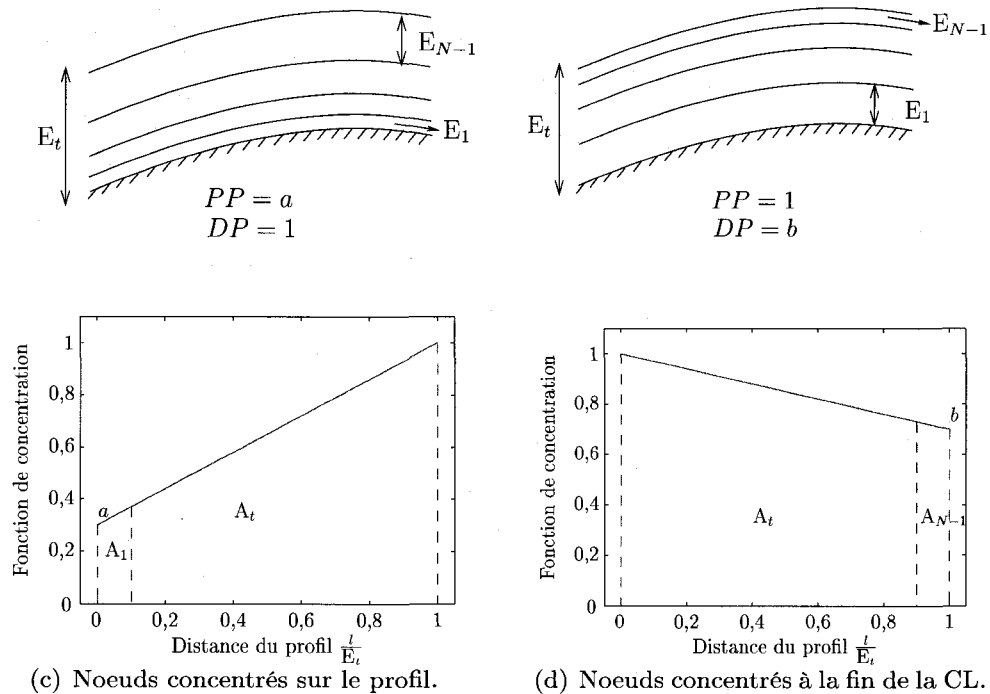 E_t
E_{N-1}
E_1
PP = a
DP = 1
E_t
E_{N-1}
E_1
PP = 1
DP = b
Fonction de concentration
1
0,8
0,6
0,4
0,2
0
a
A_1
A_t
0 0,2 0,4 0,6 0,8 1
Distance du profil l/E_t
(c) Noeuds concentrés sur le profil.
Fonction de concentration
1
0,8
0,6
0,4
0,2
0
b
A_t
A_{N-1}
0 0,2 0,4 0,6 0,8 1
Distance du profil l/E_t
(d) Noeuds concentrés à la fin de la CL.